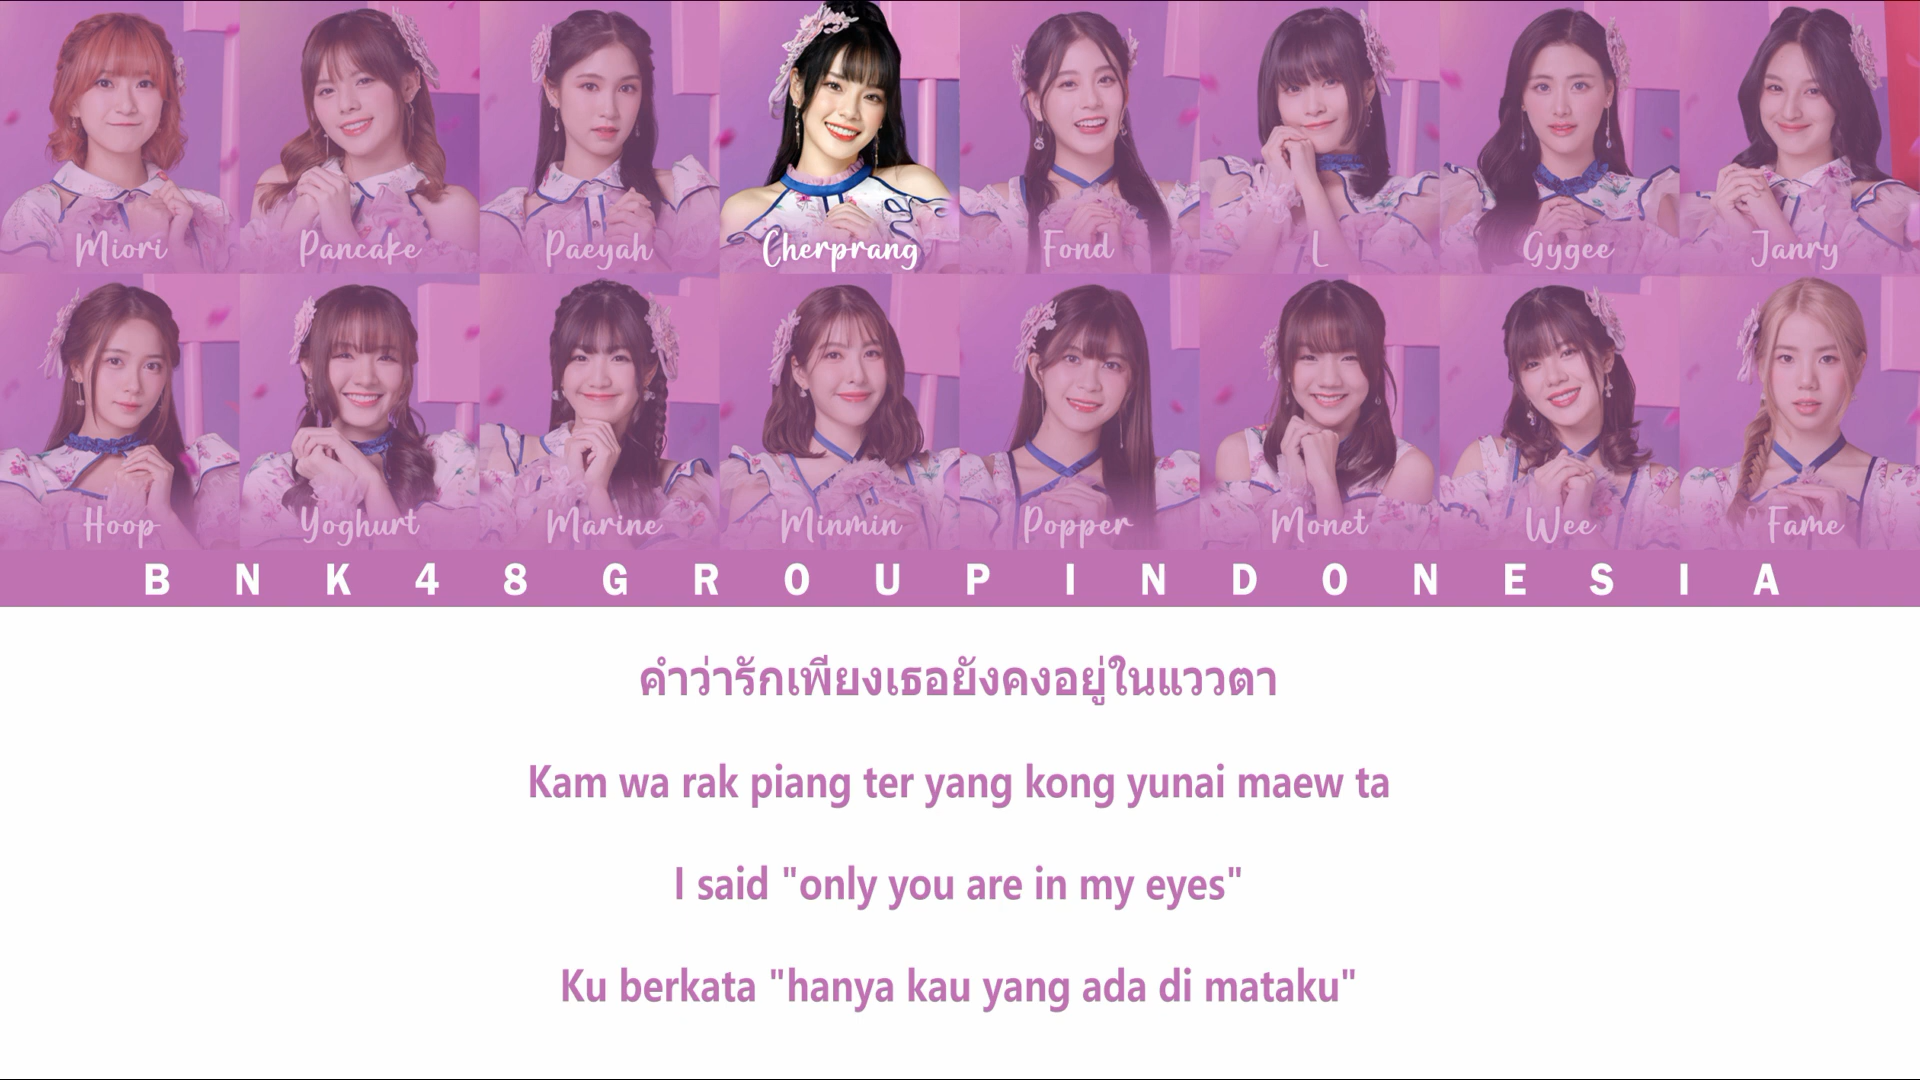 Miori Pancake Paeyah Cherprang Fond L Gygee Janry
Hoop Yoghurt Marine Minmin Popper Monet Wee Fame
B N K 4 8 G R O U P I N D O N E S I A
คำว่ารักเพียงเธอยังคงอยู่ในแววตา
Kam wa rak piang ter yang kong yunai maew ta
I said "only you are in my eyes"
Ku berkata "hanya kau yang ada di mataku"